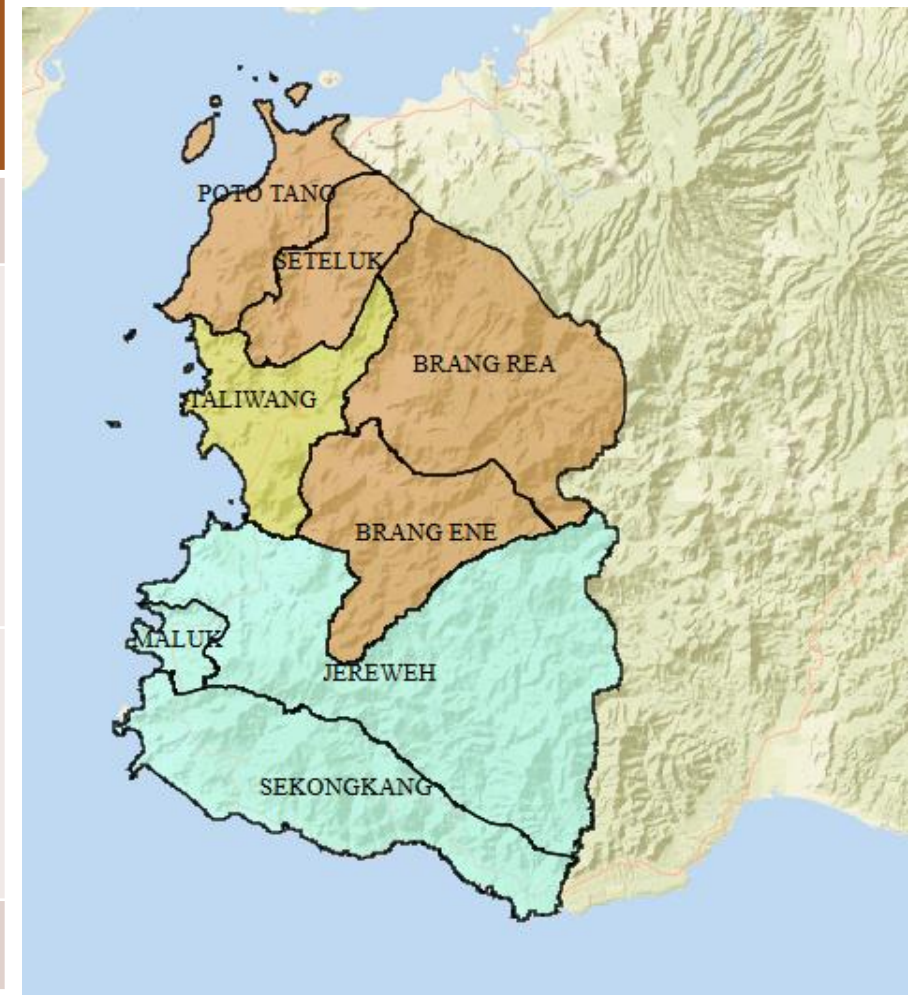 POTO TANO
SETELUK
BRANG REA
TALIWANG
BRANG ENE
MALUK
JEREWEH
SEKONGKANG